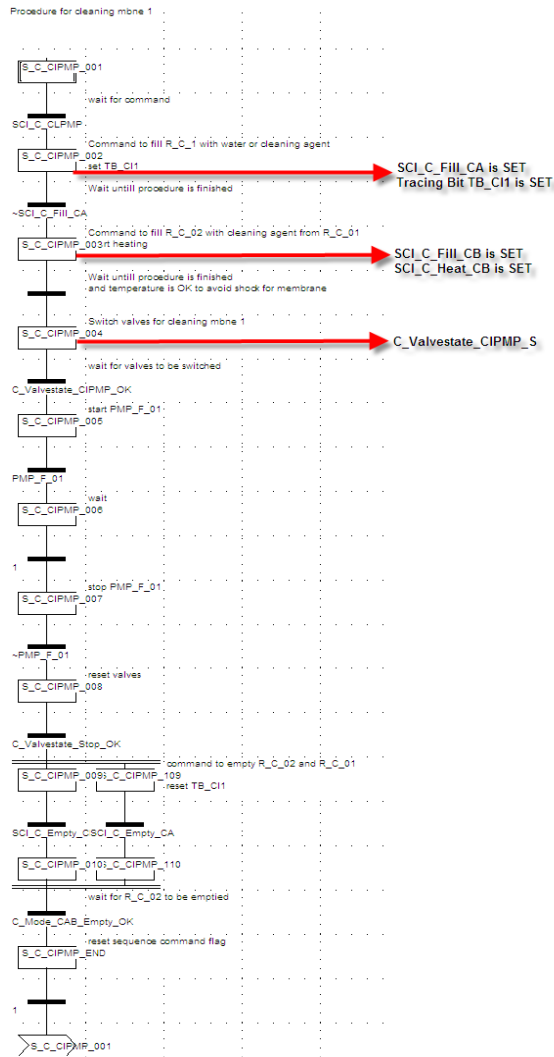 Procedure for cleaning mbne 1
S_C_CIPMP_001
wait for command
SCI_C_CLPMP
Command to fill R_C_1 with water or cleaning agent
S_C_CIPMP_002
set TB_CI1
SCI_C_Fill_CA is SET
Tracing Bit TB_CI1 is SET
Wait untill procedure is finished
~SCI_C_Fill_CA
Command to fill R_C_02 with cleaning agent from R_C_01
S_C_CIPMP_003
rt heating
SCI_C_Fill_CB is SET
SCI_C_Heat_CB is SET
Wait untill procedure is finished
and temperature is OK to avoid shock for membrane
Switch valves for cleaning mbne 1
S_C_CIPMP_004
C_Valvestate_CIPMP_S
wait for valves to be switched
C_Valvestate_CIPMP_OK
start PMP_F_01
S_C_CIPMP_005
PMP_F_01
wait
S_C_CIPMP_006
1
stop PMP_F_01
S_C_CIPMP_007
~PMP_F_01
reset valves
S_C_CIPMP_008
C_Valvestate_Stop_OK
command to empty R_C_02 and R_C_01
S_C_CIPMP_009 S_C_CIPMP_109
reset TB_CI1
SCI_C_Empty_C SCI_C_Empty_CA
S_C_CIPMP_010 S_C_CIPMP_110
wait for R_C_02 to be emptied
C_Mode_CAB_Empty_OK
reset sequence command flag
S_C_CIPMP_END
1
S_C_CIPMP_001